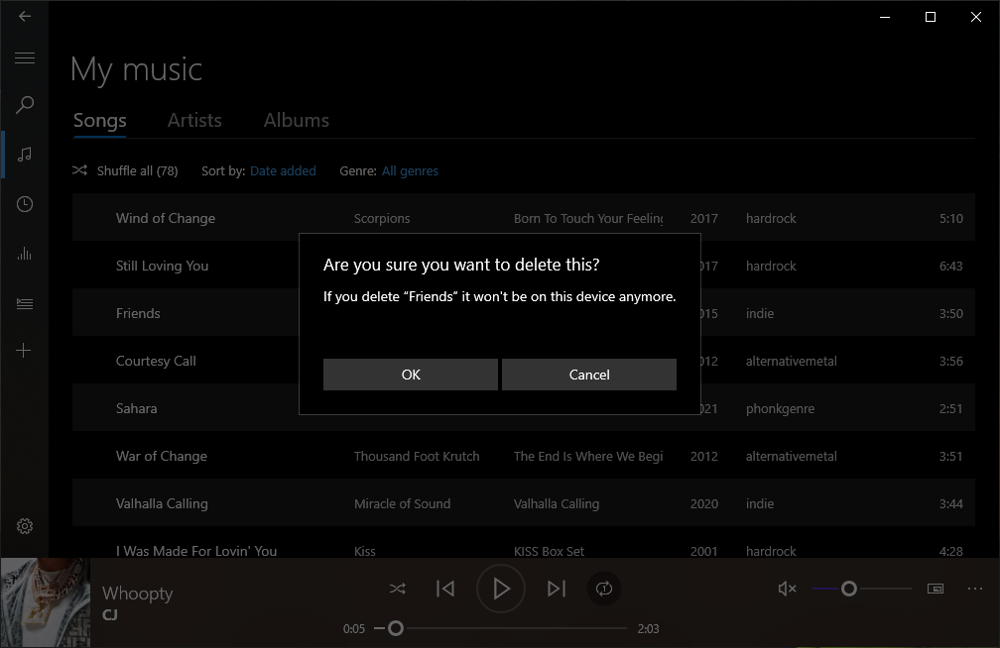 My music
Songs Artists Albums
Shuffle all (78) Sort by: Date added Genre: All genres
Wind of Change Scorpions Born To Touch Your Feeling 2017 hardrock 5:10
Still Loving You 017 hardrock 6:43
Are you sure you want to delete this?
If you delete “Friends” it won't be on this device anymore.
Friends 015 indie 3:50
Courtesy Call 012 alternativemetal 3:56
OK Cancel
Sahara 021 phonkgenre 2:51
War of Change Thousand Foot Krutch The End Is Where We Begi 2012 alternativemetal 3:51
Valhalla Calling Miracle of Sound Valhalla Calling 2020 indie 3:44
I Was Made For Lovin' You Kiss KISS Box Set 2001 hardrock 4:28
Whoopty
CJ
1
0:05 2:03